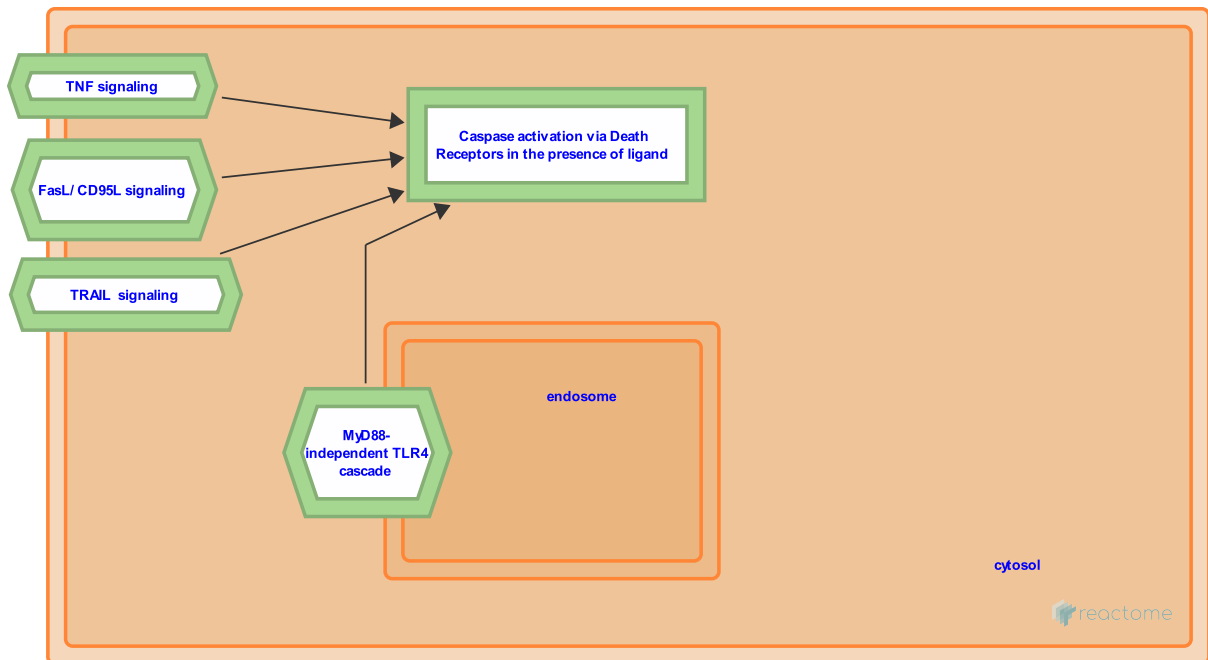 TNF signaling
Caspase activation via Death
Receptors in the presence of ligand
FasL/ CD95L signaling
TRAIL  signaling
endosome
MyD88-
independent TLR4
cascade
cytosol
reactome